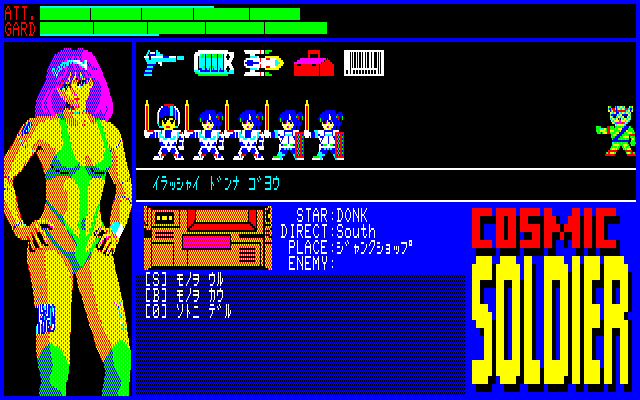 ATT.
GARD
イラッシャイ ドンナ ゴヨウ
STAR:DONK
DIRECT:South
PLACE:ジャンクショップ
ENEMY:
[S] モノヲ ウル
[B] モノヲ カウ
[0] ソトニ デル
COSMIC
SOLDIER